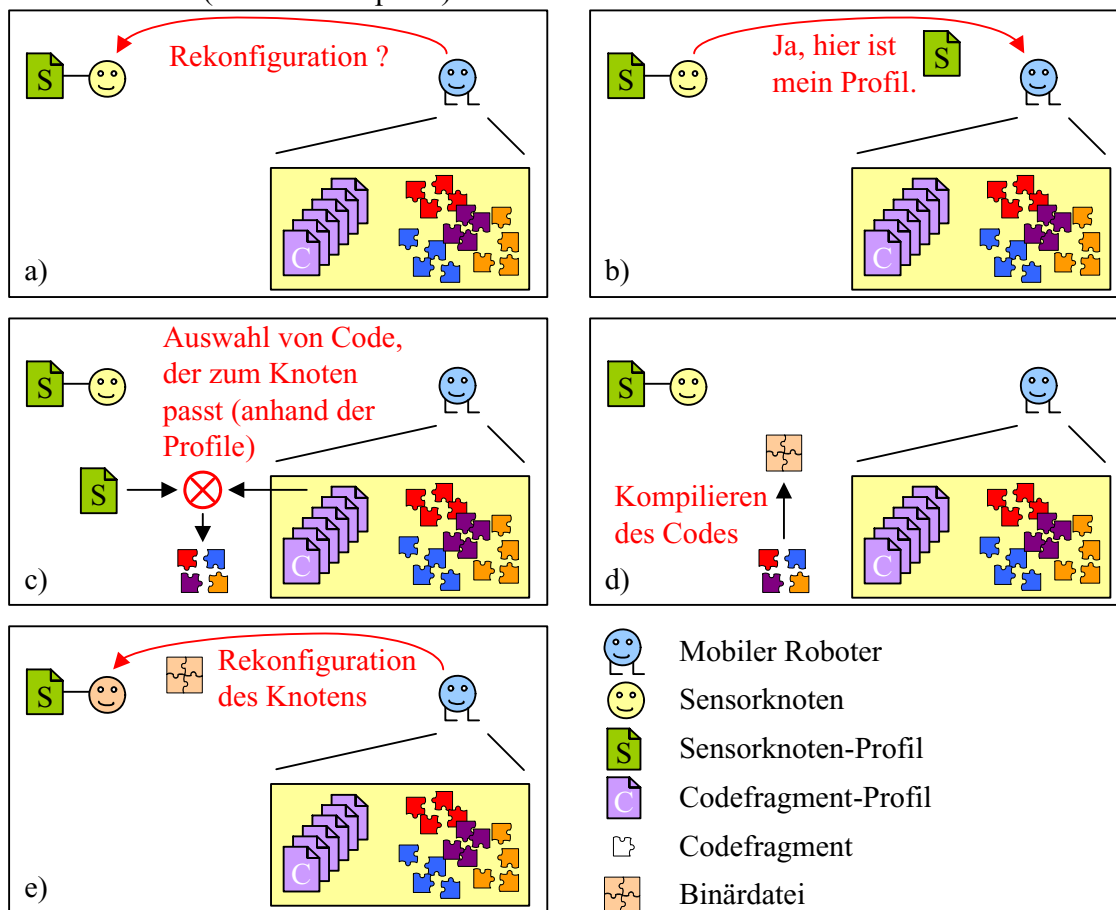 Rekonfiguration ?
S
C
a)
Ja, hier ist
mein Profil.
S
S
C
b)
Auswahl von Code,
der zum Knoten
passt (anhand der
Profile)
S
S
C
c)
S
Kompilieren
des Codes
C
d)
Rekonfiguration
des Knotens
S
C
e)
Mobiler Roboter
Sensorknoten
S Sensorknoten-Profil
C Codefragment-Profil
Codefragment
Binärdatei